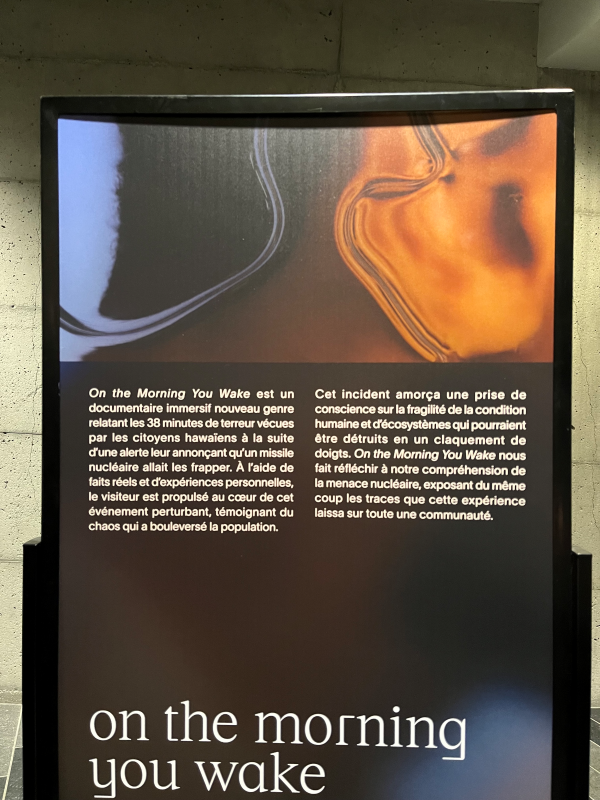 On the Morning You Wake est un
documentaire immersif nouveau genre
relatant les 38 minutes de terreur vécues
par les citoyens hawaïens à la suite
d'une alerte leur annonçant qu'un missile
nucléaire allait les frapper. À l'aide de
faits réels et d'expériences personnelles,
le visiteur est propulsé au cœur de cet
événement perturbant, témoignant du
chaos qui a bouleversé la population.
Cet incident amorça une prise de
conscience sur la fragilité de la condition
humaine et d'écosystèmes qui pourraient
être détruits en un claquement de
doigts. On the Morning You Wake nous
fait réfléchir à notre compréhension de
la menace nucléaire, exposant du même
coup les traces que cette expérience
laissa sur toute une communauté.
on the morning
you wake